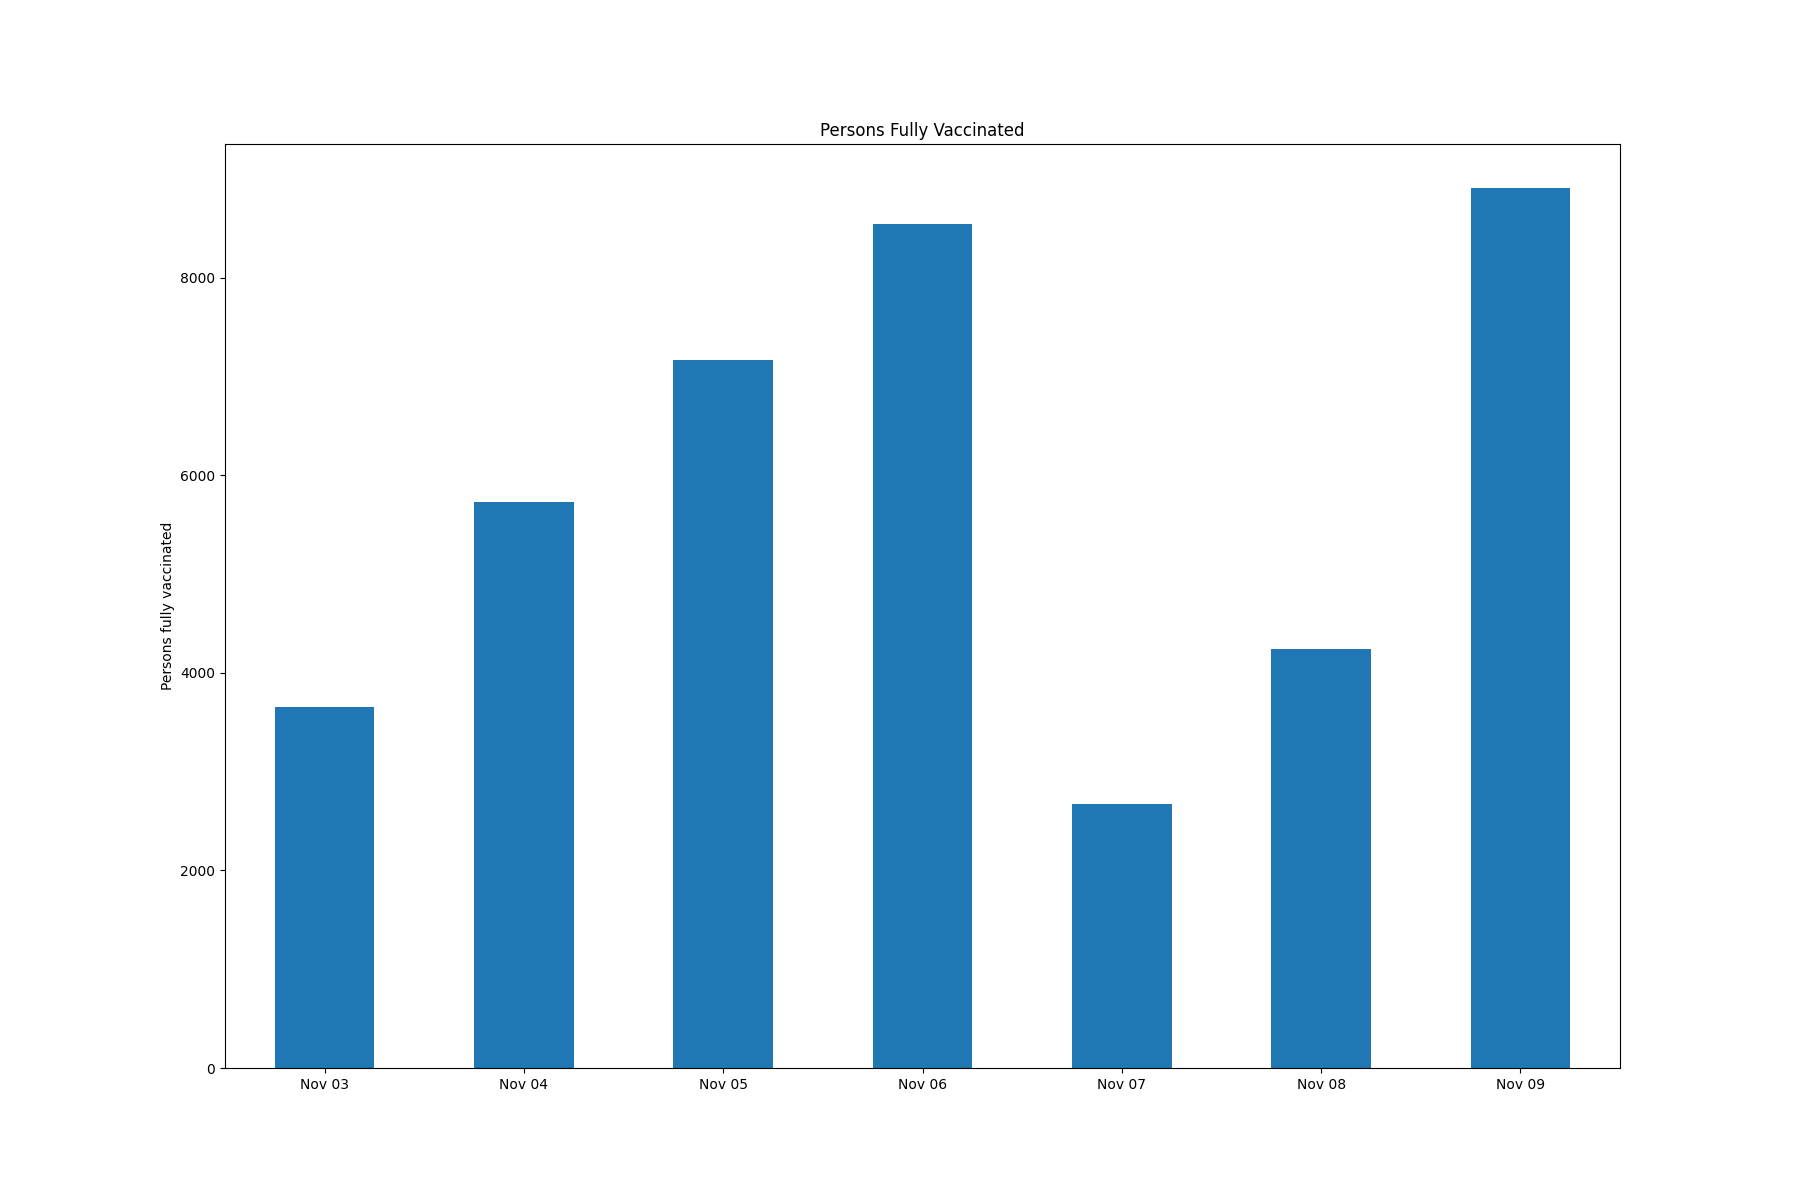 Persons Fully Vaccinated
Persons fully vaccinated
8000
6000
4000
2000
0
Nov 03
Nov 04
Nov 05
Nov 06
Nov 07
Nov 08
Nov 09